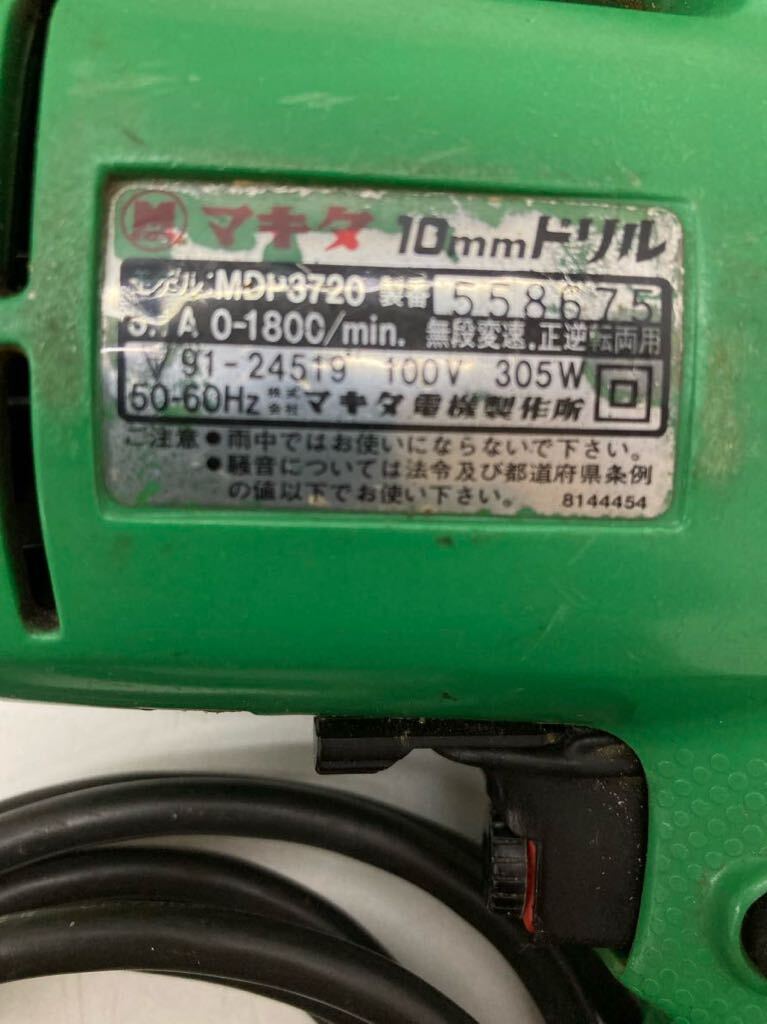 M マキタ 10mmドリル
モデル:MDP3720 製番 558675
A 0-1800/min. 無段変速.正逆転両用
91-24519 100V 305W
50-60Hz 株式会社 マキタ電機製作所
ご注意 ● 雨中ではお使いにならないで下さい。
● 騒音については法令及び都道府県条例
の値以下でお使い下さい。 8144454